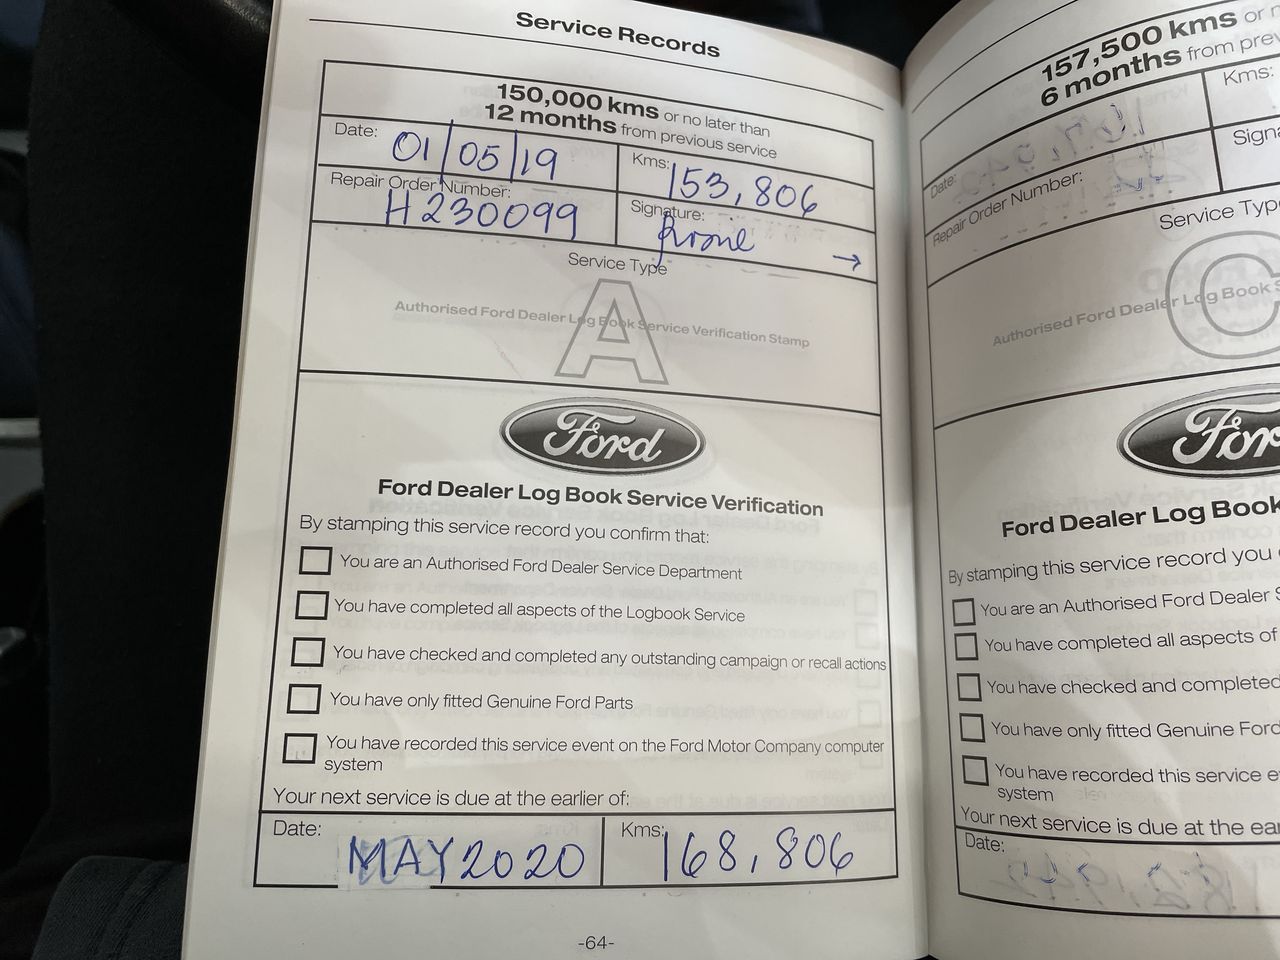 Service Records
150,000 kms or no later than
12 months from previous service
Date: 01/05/19
Kms: 153,806
Repair Order Number: H230099
Signature:
→
Service Type
A
Authorised Ford Dealer Log Book Service Verification Stamp
Ford
Ford Dealer Log Book Service Verification
By stamping this service record you confirm that:
You are an Authorised Ford Dealer Service Department
You have completed all aspects of the Logbook Service
You have checked and completed any outstanding campaign or recall actions
You have only fitted Genuine Ford Parts
You have recorded this service event on the Ford Motor Company computer
system
Your next service is due at the earlier of:
Date: MAY 2020
Kms: 168,806
-64-
157,500 kms or n
6 months from prev
Date:
Kms:
Repair Order Number:
Signa
Service Type
C
Authorised Ford Dealer Log Book S
For
Ford Dealer Log Book
By stamping this service record you
You are an Authorised Ford Dealer S
You have completed all aspects of
You have checked and completed
You have only fitted Genuine Ford
You have recorded this service e
system
Your next service is due at the ear
Date: